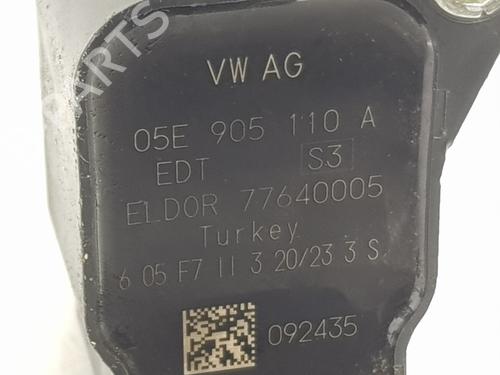 VW AG
05E 905 110 A
EDT S3
ELDOR 77640005
Turkey
6 05 F7 11 3 20/23 3 S
092435
PARTS